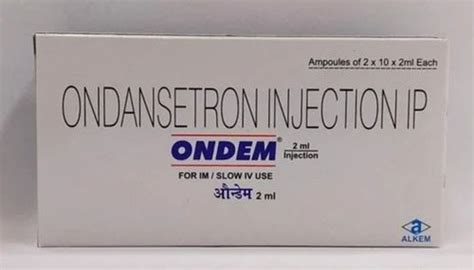 Ampoules of 2 x 10 x 2ml Each
ONDANSETRON INJECTION IP
ONDEM® 2 ml
Injection
FOR IM / SLOW IV USE
औन्डेम 2 ml
a
ALKEM